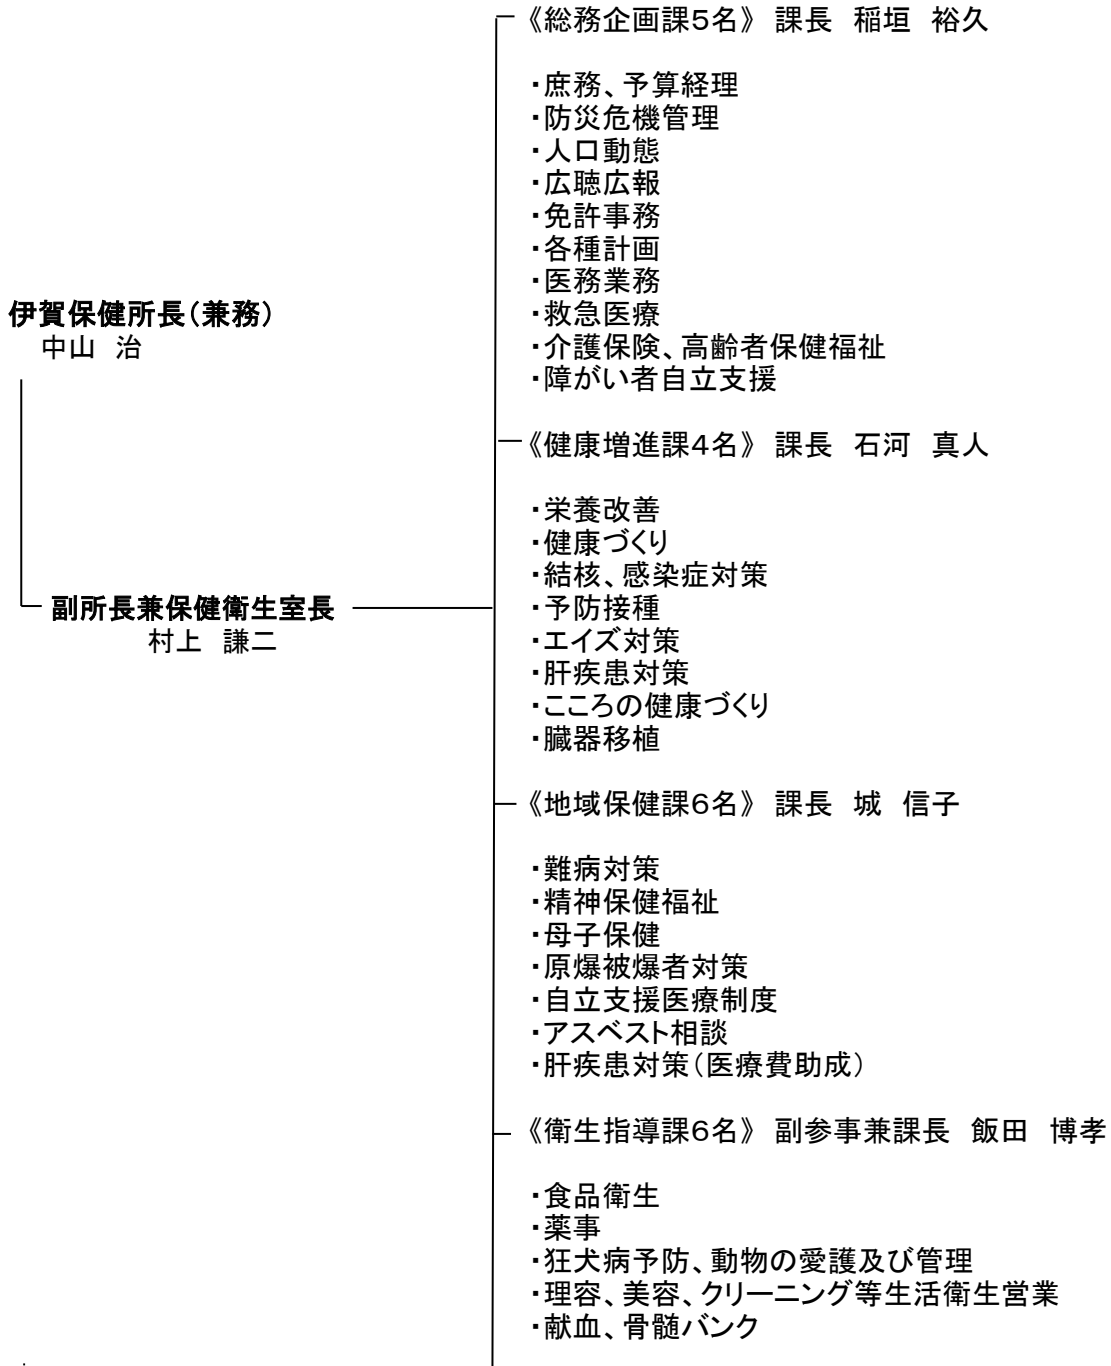 伊賀保健所長（兼務）
中山　治
副所長兼保健衛生室長
村上　謙二
《総務企画課５名》　課長　稲垣　裕久
・庶務、予算経理
・防災危機管理
・人口動態
・広聴広報
・免許事務
・各種計画
・医務業務
・救急医療
・介護保険、高齢者保健福祉
・障がい者自立支援
《健康増進課４名》　課長　石河　真人
・栄養改善
・健康づくり
・結核、感染症対策
・予防接種
・エイズ対策
・肝疾患対策
・こころの健康づくり
・臓器移植
《地域保健課６名》　課長　城　信子
・難病対策
・精神保健福祉
・母子保健
・原爆被爆者対策
・自立支援医療制度
・アスベスト相談
・肝疾患対策（医療費助成）
《衛生指導課６名》　副参事兼課長　飯田　博孝
・食品衛生
・薬事
・狂犬病予防、動物の愛護及び管理
・理容、美容、クリーニング等生活衛生営業
・献血、骨髄バンク